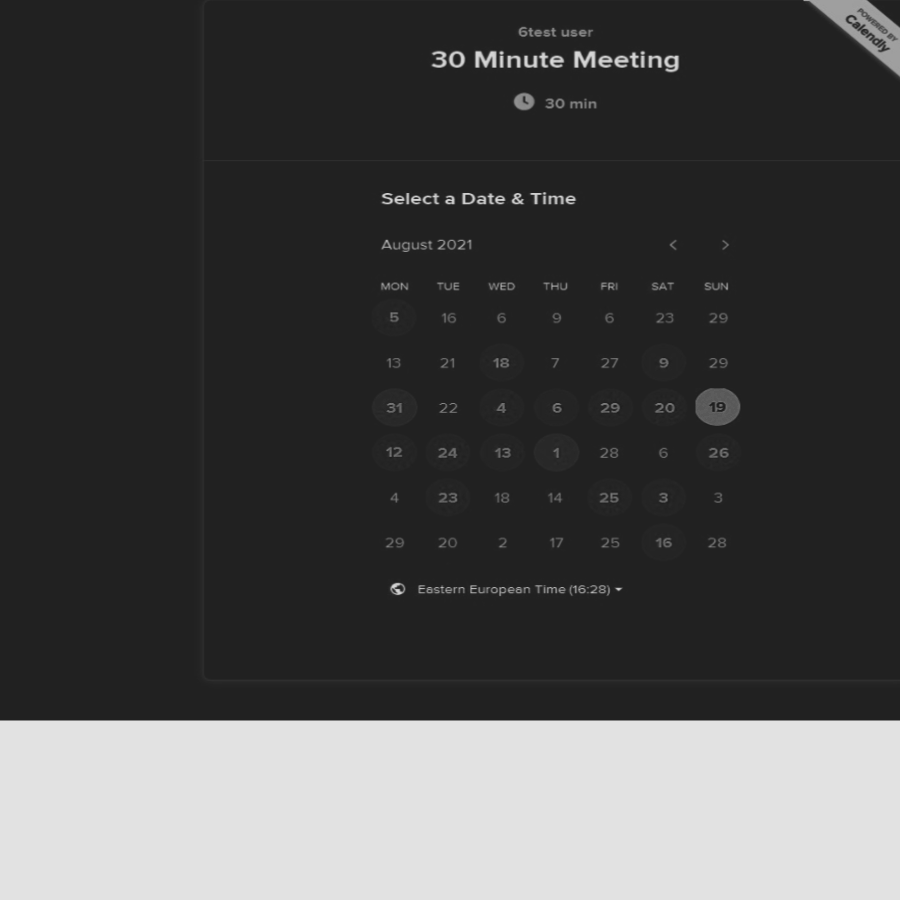 POWERED BY
Calendly
6test user
30 Minute Meeting
30 min
Select a Date & Time
August 2021
MON TUE WED THU FRI SAT SUN
5 16 6 9 6 23 29
13 21 18 7 27 9 29
31 22 4 6 29 20 19
12 24 13 1 28 6 26
4 23 18 14 25 3 3
29 20 2 17 25 16 28
Eastern European Time (16:28)